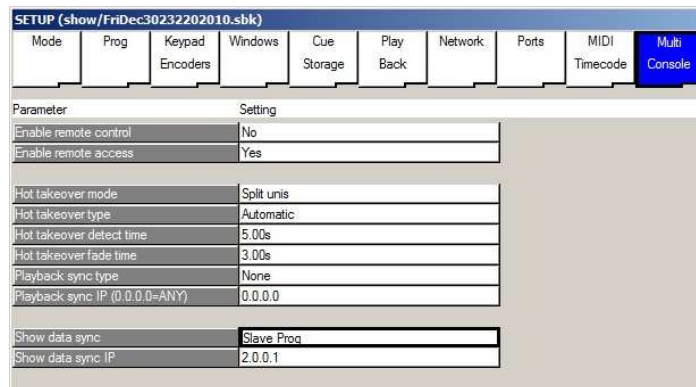 SETUP (show/FriDec30232202010.sbk)
Mode Prog Keypad Encoders Windows Cue Storage Play Back Network Ports MIDI Timecode Multi Console
Parameter Setting
Enable remote control No
Enable remote access Yes
Hot takeover mode Split unis
Hot takeover type Automatic
Hot takeover detect time 5.00s
Hot takeover fade time 3.00s
Playback sync type None
Playback sync IP (0.0.0.0=ANY) 0.0.0.0
Show data sync Slave Prog
Show data sync IP 2.0.0.1